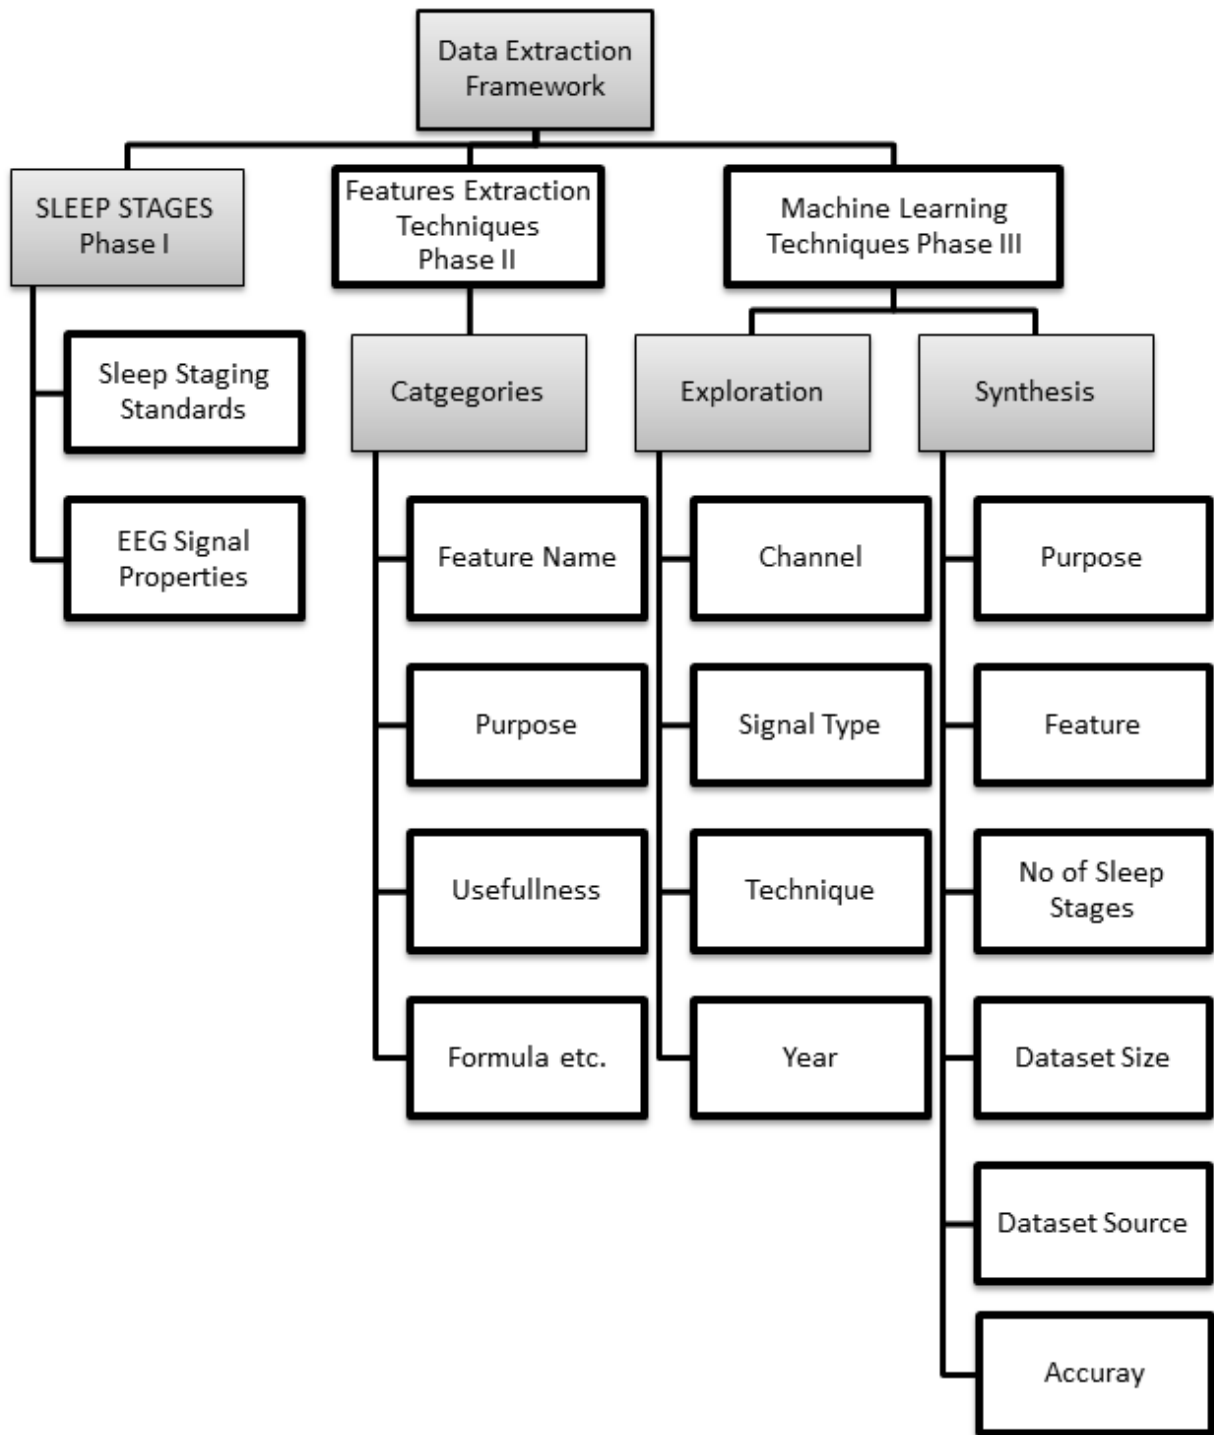 Data Extraction
Framework
SLEEP STAGES
Phase I
Features Extraction
Techniques
Phase II
Machine Learning
Techniques Phase III
Sleep Staging
Standards
EEG Signal
Properties
Catgegories
Feature Name
Purpose
Usefullness
Formula etc.
Exploration
Channel
Signal Type
Technique
Year
Synthesis
Purpose
Feature
No of Sleep
Stages
Dataset Size
Dataset Source
Accuray